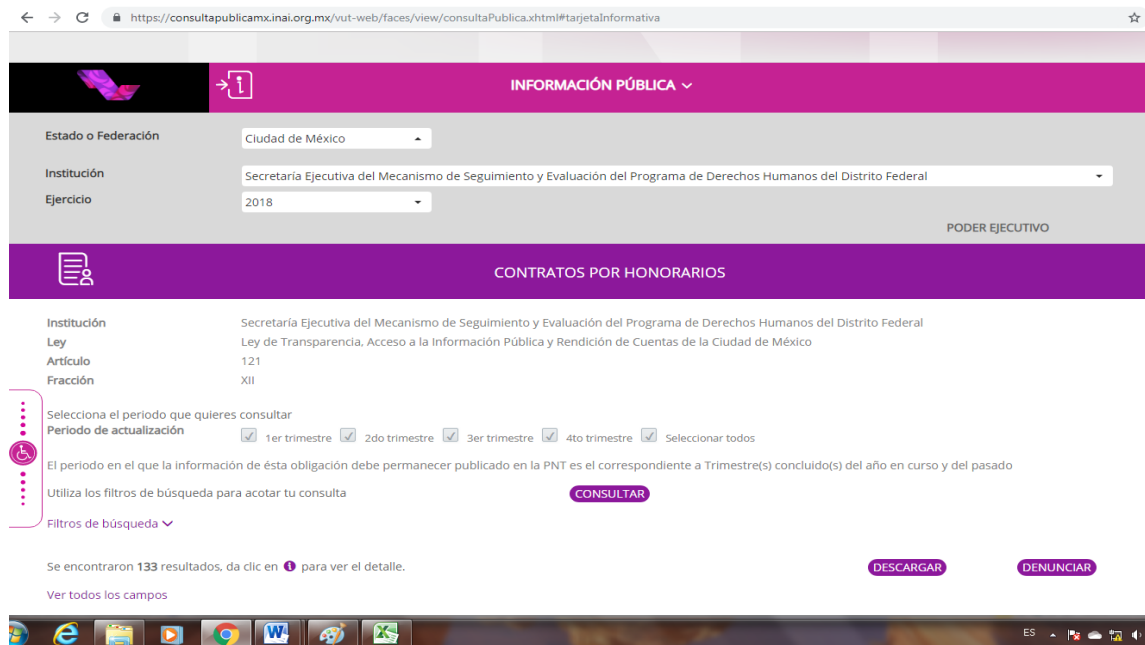 https://consultapublicamx.inai.org.mx/vut-web/faces/view/consultaPublica.xhtml#tarjetaInformativa
INFORMACIÓN PÚBLICA
Estado o Federación Ciudad de México
Institución Secretaría Ejecutiva del Mecanismo de Seguimiento y Evaluación del Programa de Derechos Humanos del Distrito Federal
Ejercicio 2018
PODER EJECUTIVO
CONTRATOS POR HONORARIOS
Institución Secretaría Ejecutiva del Mecanismo de Seguimiento y Evaluación del Programa de Derechos Humanos del Distrito Federal
Ley Ley de Transparencia, Acceso a la Información Pública y Rendición de Cuentas de la Ciudad de México
Artículo 121
Fracción XII
Selecciona el periodo que quieres consultar
Periodo de actualización 1er trimestre 2do trimestre 3er trimestre 4to trimestre Seleccionar todos
El periodo en el que la información de ésta obligación debe permanecer publicado en la PNT es el correspondiente a Trimestre(s) concluido(s) del año en curso y del pasado
Utiliza los filtros de búsqueda para acotar tu consulta CONSULTAR
Filtros de búsqueda
Se encontraron 133 resultados, da clic en i para ver el detalle. DESCARGAR DENUNCIAR
Ver todos los campos
ES